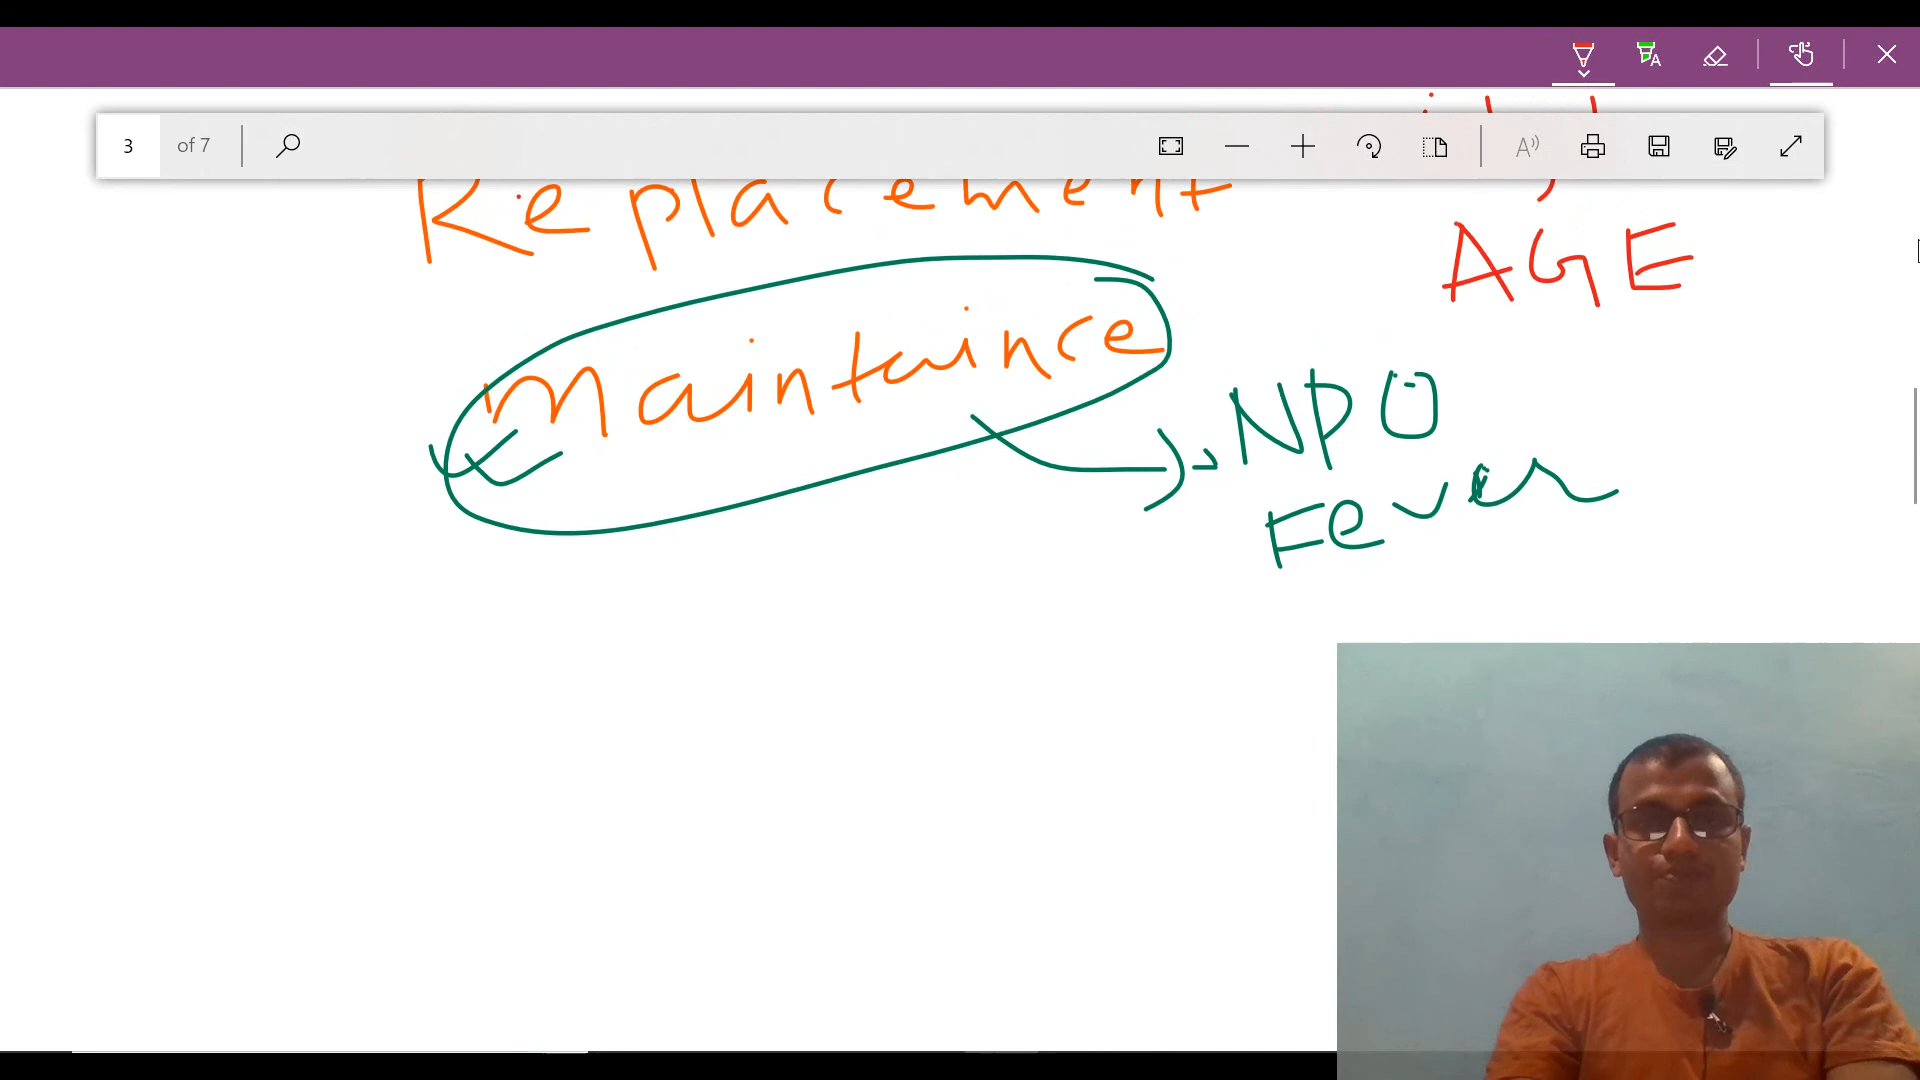 3 of 7
Replacement
AGE
Maintaince
NPO
Fever